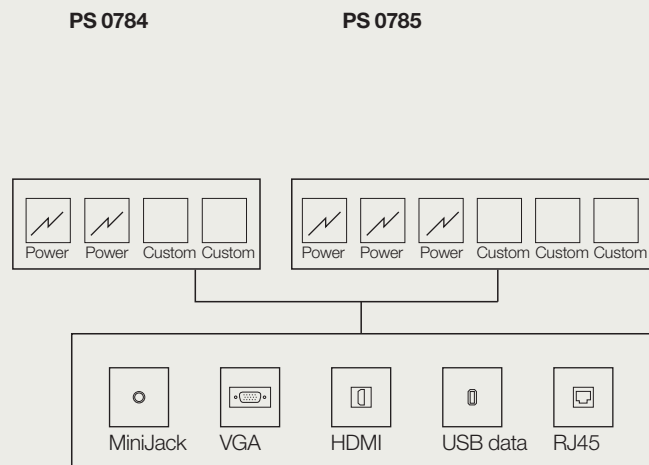 PS 0784 PS 0785
Power Power Custom Custom Power Power Power Custom Custom Custom
MiniJack VGA HDMI USB data RJ45